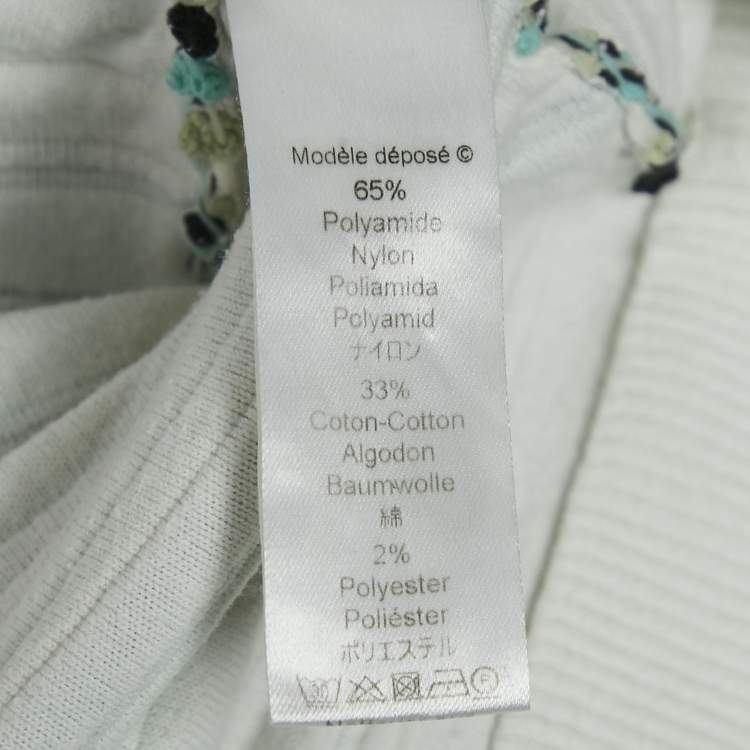 Modèle déposé ©
65%
Polyamide
Nylon
Poliamida
Polyamid
ナイロン
33%
Coton-Cotton
Algodon
Baumwolle
綿
2%
Polyester
Poliéster
ポリエステル
30